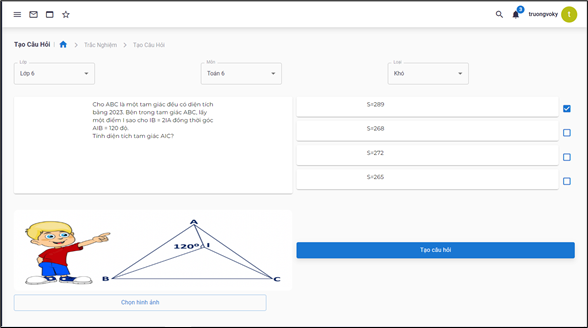 3
truongvoky
t
Tạo Câu Hỏi
Trắc Nghiệm
Tạo Câu Hỏi
Lớp
Lớp 6
Môn
Toán 6
Loại
Khó
Cho ABC là một tam giác đều có diện tích
bằng 2023. Bên trong tam giác ABC, lấy
một điểm I sao cho IB = 2IA đồng thời góc
AIB = 120 độ.
Tính diện tích tam giác AIC?
S=289
S=268
S=272
S=265
A
120º
I
B
C
Tạo câu hỏi
Chọn hình ảnh